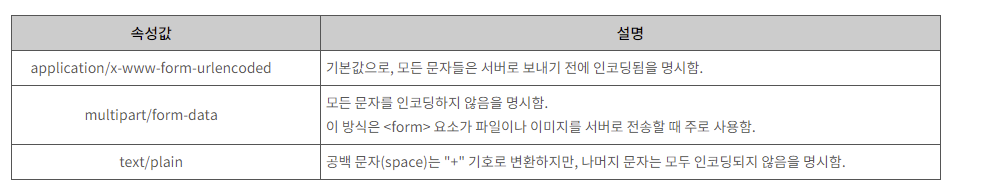 속성값 설명
application/x-www-form-urlencoded 기본값으로, 모든 문자들은 서버로 보내기 전에 인코딩됨을 명시함.
multipart/form-data 모든 문자를 인코딩하지 않음을 명시함.
이 방식은 <form> 요소가 파일이나 이미지를 서버로 전송할 때 주로 사용함.
text/plain 공백 문자(space)는 "+" 기호로 변환하지만, 나머지 문자는 모두 인코딩되지 않음을 명시함.